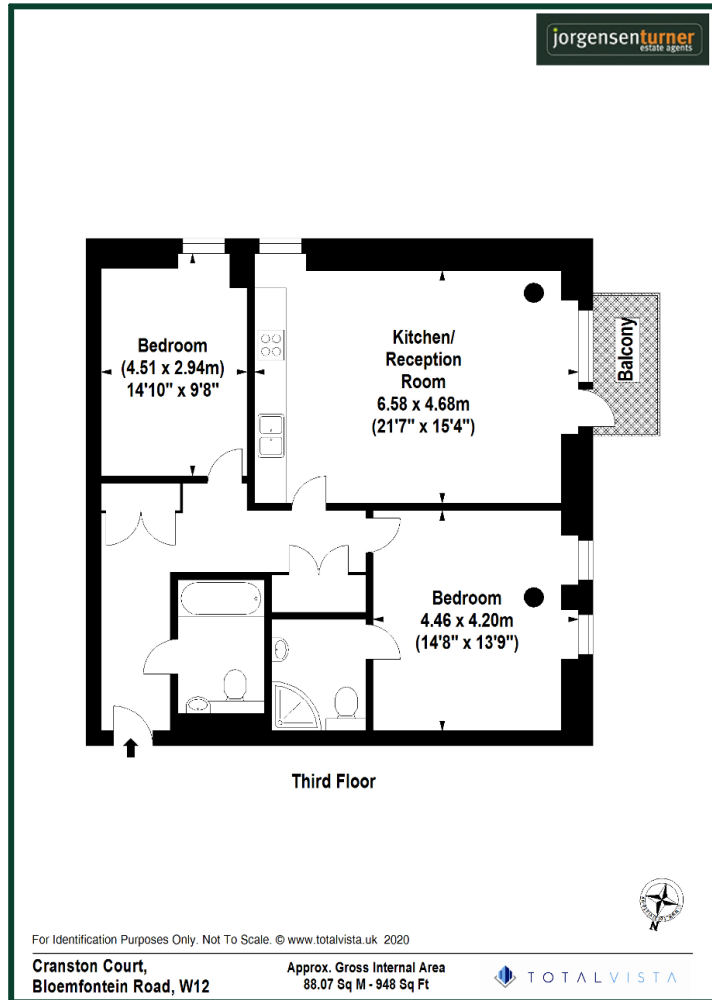 jorgensenturner
estate agents
Bedroom
(4.51 x 2.94m)
14'10" x 9'8"
Kitchen/
Reception
Room
6.58 x 4.68m
(21'7" x 15'4")
Balcony
Bedroom
4.46 x 4.20m
(14'8" x 13'9")
Third Floor
N
For Identification Purposes Only. Not To Scale. © www.totalvista.uk 2020
Cranston Court,
Bloemfontein Road, W12
Approx. Gross Internal Area
88.07 Sq M - 948 Sq Ft
TOTALVISTA